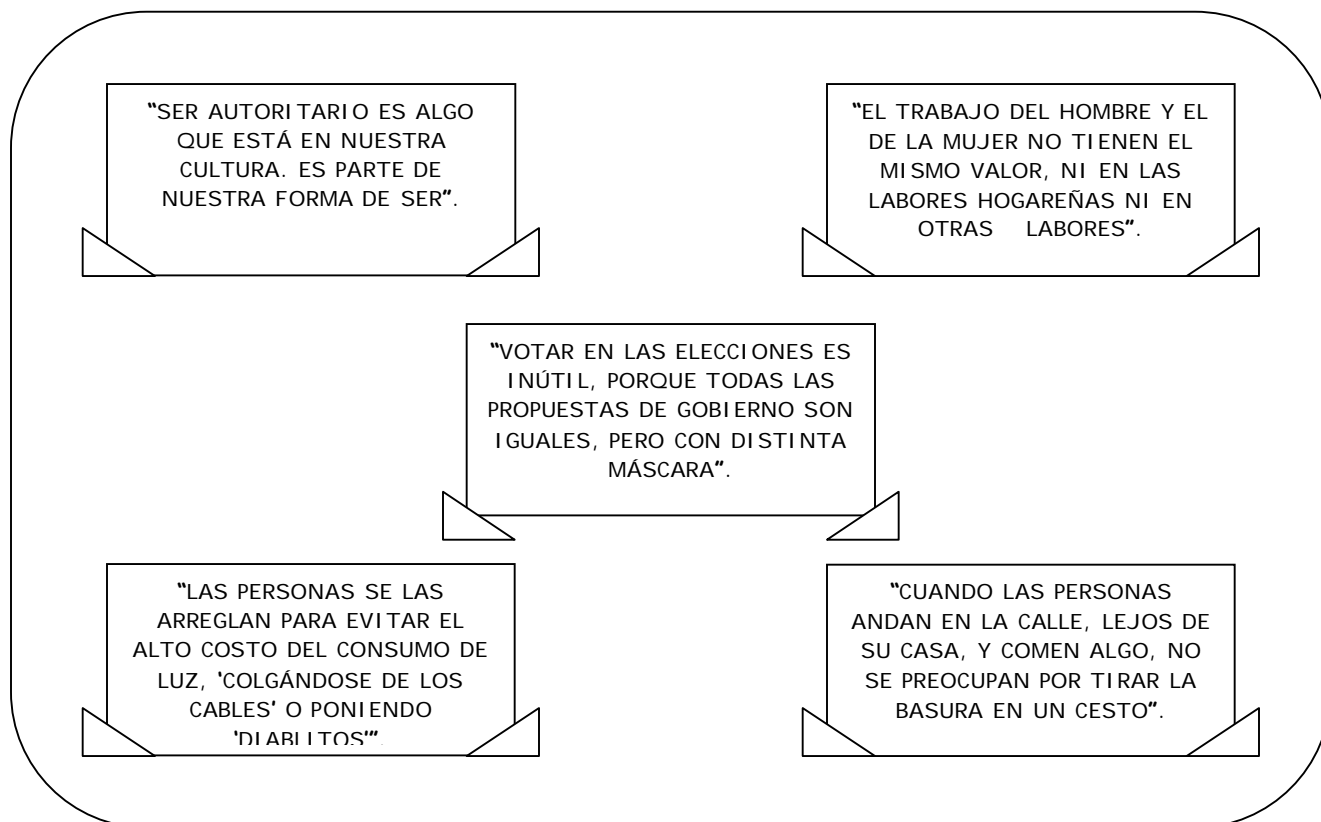 "SER AUTORITARIO ES ALGO
QUE ESTÁ EN NUESTRA
CULTURA. ES PARTE DE
NUESTRA FORMA DE SER".
"EL TRABAJO DEL HOMBRE Y EL
DE LA MUJER NO TIENEN EL
MISMO VALOR, NI EN LAS
LABORES HOGAREÑAS NI EN
OTRAS LABORES".
"VOTAR EN LAS ELECCIONES ES
INÚTIL, PORQUE TODAS LAS
PROPUESTAS DE GOBIERNO SON
IGUALES, PERO CON DISTINTA
MÁSCARA".
"LAS PERSONAS SE LAS
ARREGLAN PARA EVITAR EL
ALTO COSTO DEL CONSUMO DE
LUZ, 'COLGÁNDOSE DE LOS
CABLES' O PONIENDO
'DIABLITOS'".
"CUANDO LAS PERSONAS
ANDAN EN LA CALLE, LEJOS DE
SU CASA, Y COMEN ALGO, NO
SE PREOCUPAN POR TIRAR LA
BASURA EN UN CESTO".